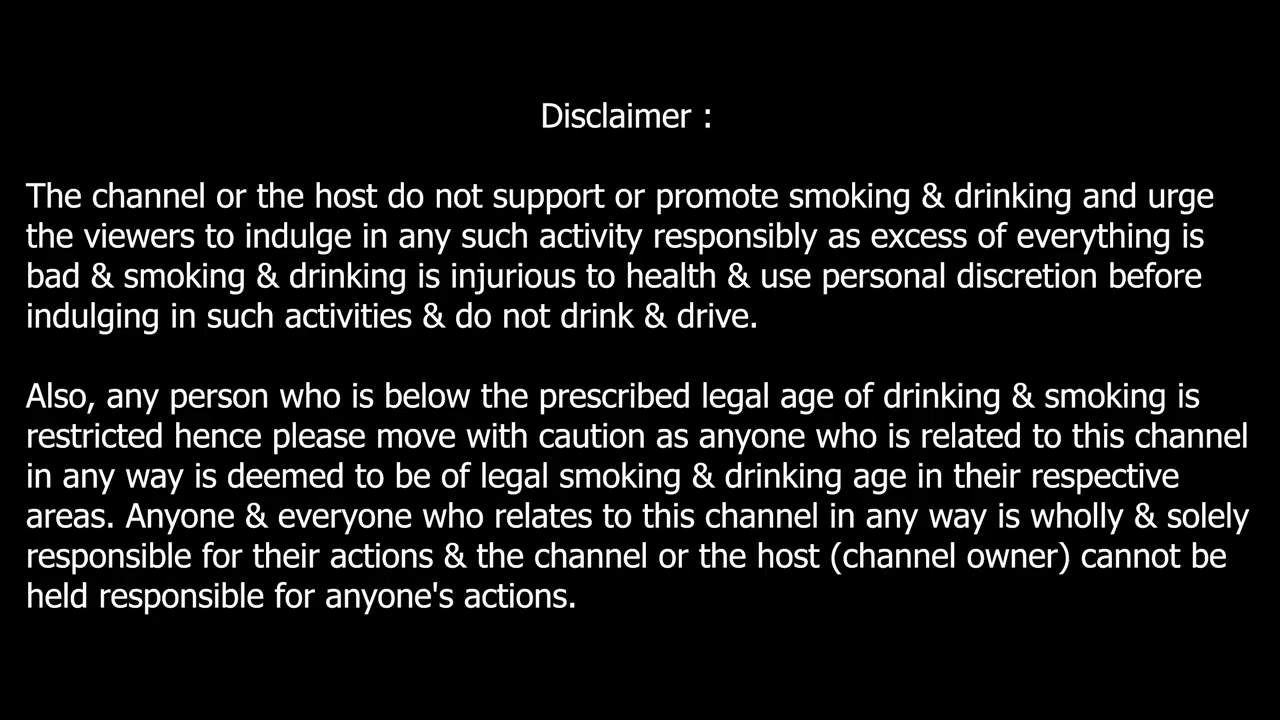 Disclaimer :
The channel or the host do not support or promote smoking & drinking and urge
the viewers to indulge in any such activity responsibly as excess of everything is
bad & smoking & drinking is injurious to health & use personal discretion before
indulging in such activities & do not drink & drive.
Also, any person who is below the prescribed legal age of drinking & smoking is
restricted hence please move with caution as anyone who is related to this channel
in any way is deemed to be of legal smoking & drinking age in their respective
areas. Anyone & everyone who relates to this channel in any way is wholly & solely
responsible for their actions & the channel or the host (channel owner) cannot be
held responsible for anyone's actions.